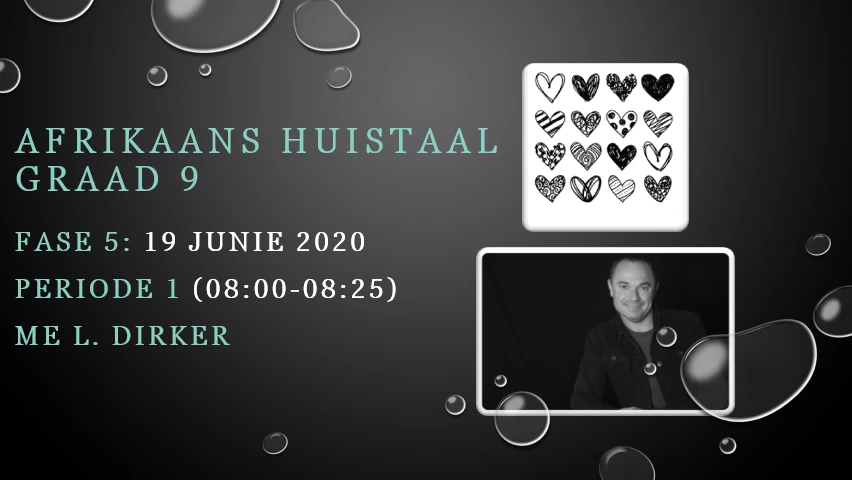 AFRIKAANS HUISTAAL
GRAAD 9
FASE 5: 19 JUNIE 2020
PERIODE 1 (08:00-08:25)
ME L. DIRKER